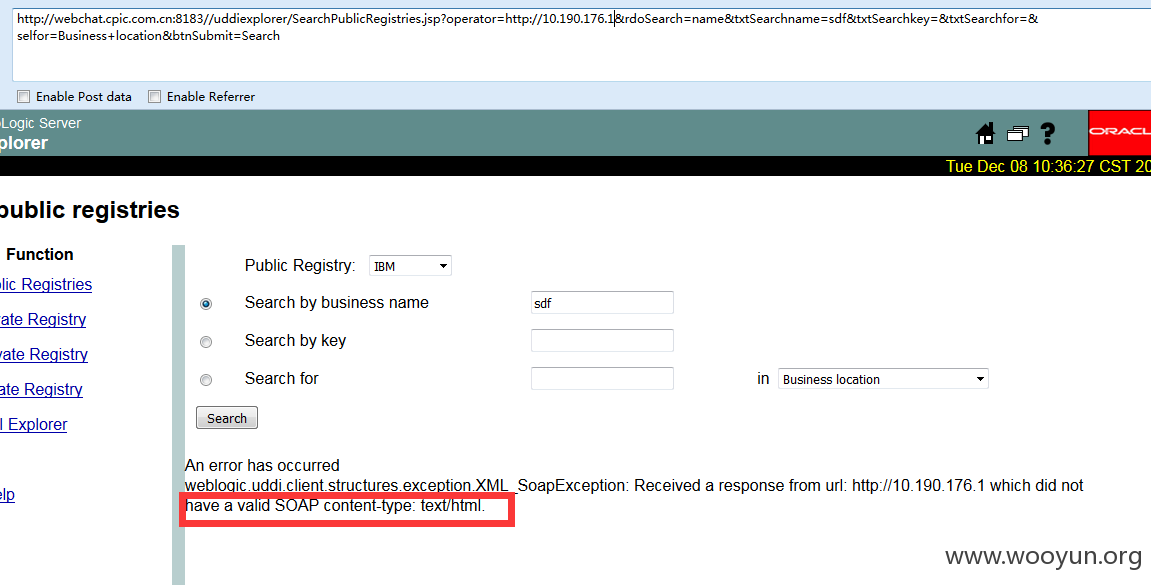 http://webchat.cpic.com.cn:8183//uddiexplorer/SearchPublicRegistries.jsp?operator=http://10.190.176.1&rdoSearch=name&txtSearchname=sdf&txtSearchkey=&txtSearchfor=&
selfor=Business+location&btnSubmit=Search
Enable Post data Enable Referrer
Logic Server
plorer
ORACL
Tue Dec 08 10:36:27 CST 20
public registries
Function
lic Registries
ate Registry
vate Registry
ate Registry
I Explorer
elp
Public Registry: IBM
Search by business name sdf
Search by key
Search for in Business location
Search
An error has occurred
weblogic.uddi.client.structures.exception.XML_SoapException: Received a response from url: http://10.190.176.1 which did not
have a valid SOAP content-type: text/html.
www.wooyun.org